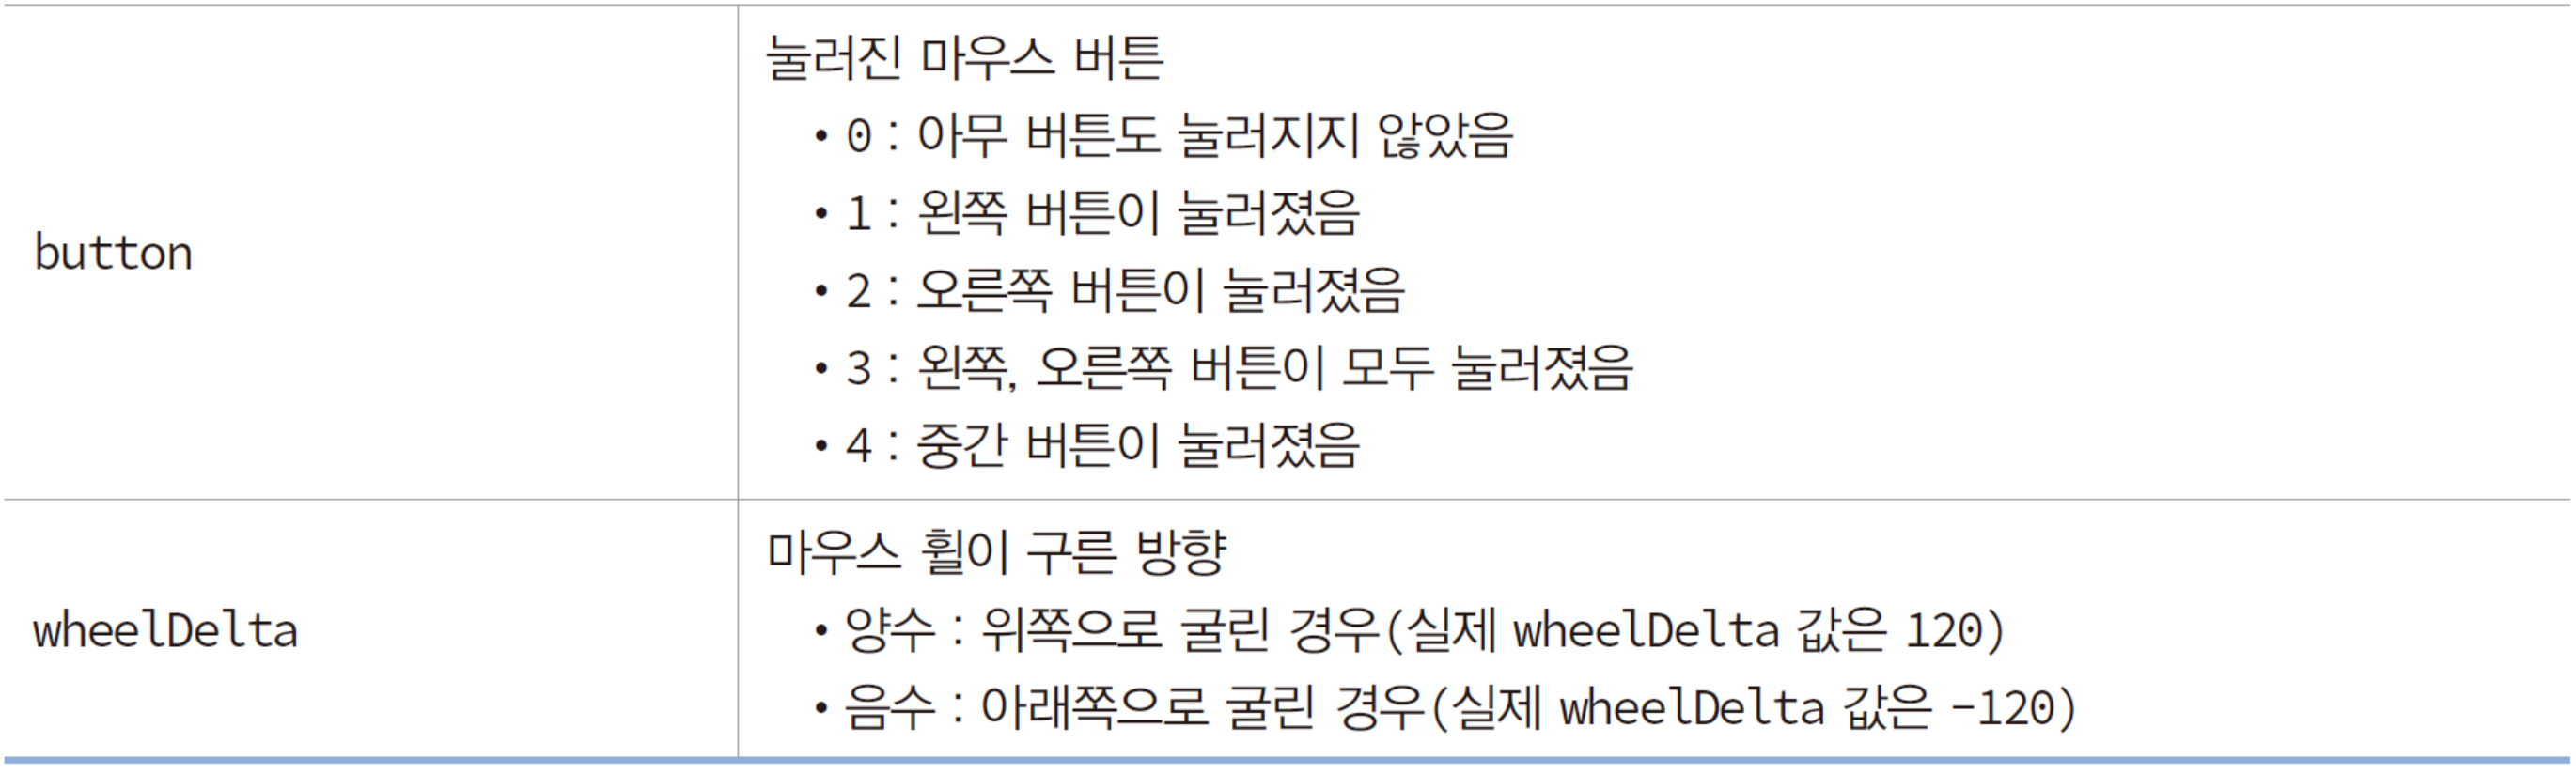 button
눌러진 마우스 버튼
• 0 : 아무 버튼도 눌러지지 않았음
• 1 : 왼쪽 버튼이 눌러졌음
• 2 : 오른쪽 버튼이 눌러졌음
• 3 : 왼쪽, 오른쪽 버튼이 모두 눌러졌음
• 4 : 중간 버튼이 눌러졌음
wheelDelta
마우스 휠이 구른 방향
• 양수 : 위쪽으로 굴린 경우(실제 wheelDelta 값은 120)
• 음수 : 아래쪽으로 굴린 경우(실제 wheelDelta 값은 -120)